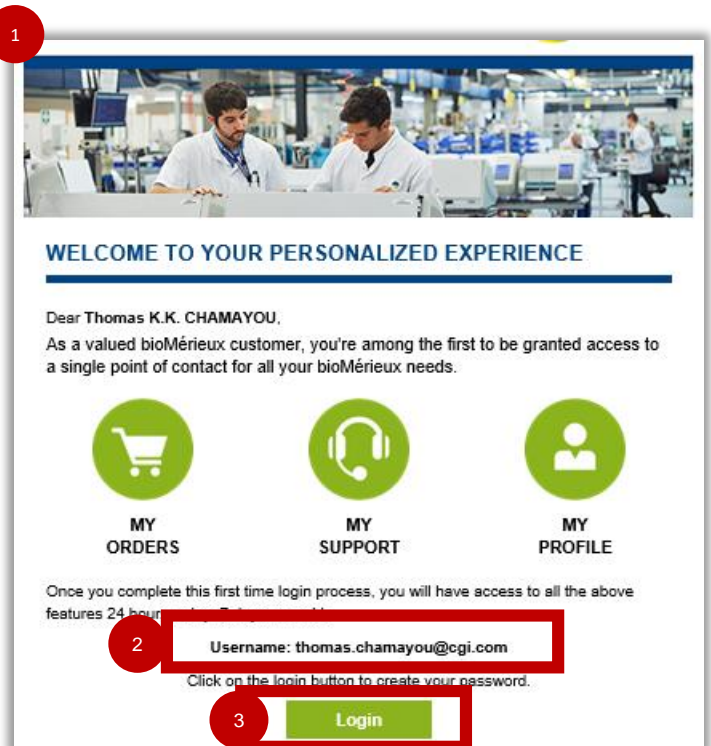 1
WELCOME TO YOUR PERSONALIZED EXPERIENCE
Dear Thomas K.K. CHAMAYOU,
As a valued bioMérieux customer, you're among the first to be granted access to
a single point of contact for all your bioMérieux needs.
MY
ORDERS
MY
SUPPORT
MY
PROFILE
Once you complete this first time login process, you will have access to all the above
features 24 hour
2
Username: thomas.chamayou@cgi.com
Click on the login button to create your password.
3
Login